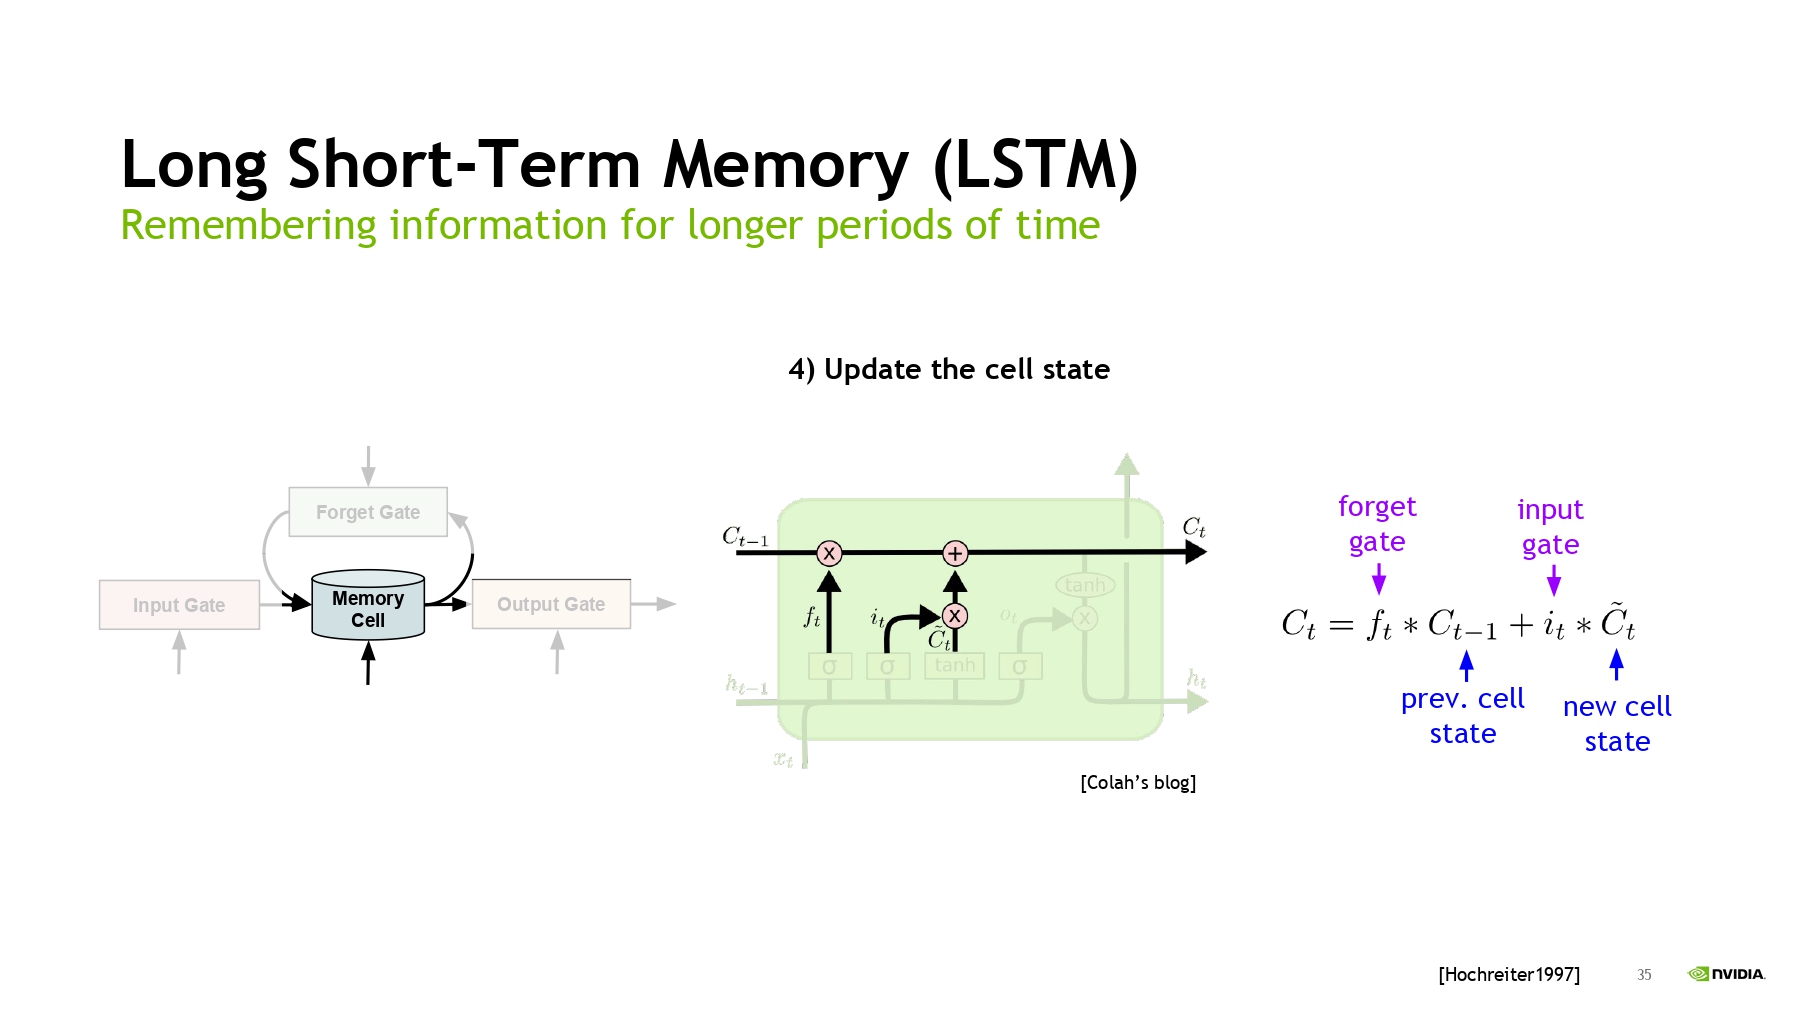 Long Short-Term Memory (LSTM)
Remembering information for longer periods of time
4) Update the cell state
Forget Gate
Input Gate
Memory
Cell
Output Gate
C_{t-1}
C_t
x
+
tanh
f_t
i_t
x
o_t
x
C̃_t
σ
σ
tanh
σ
h_{t-1}
h_t
x_t
[Colah’s blog]
forget
gate
input
gate
C_t = f_t * C_{t-1} + i_t * C̃_t
prev. cell
state
new cell
state
[Hochreiter1997]
35
NVIDIA.